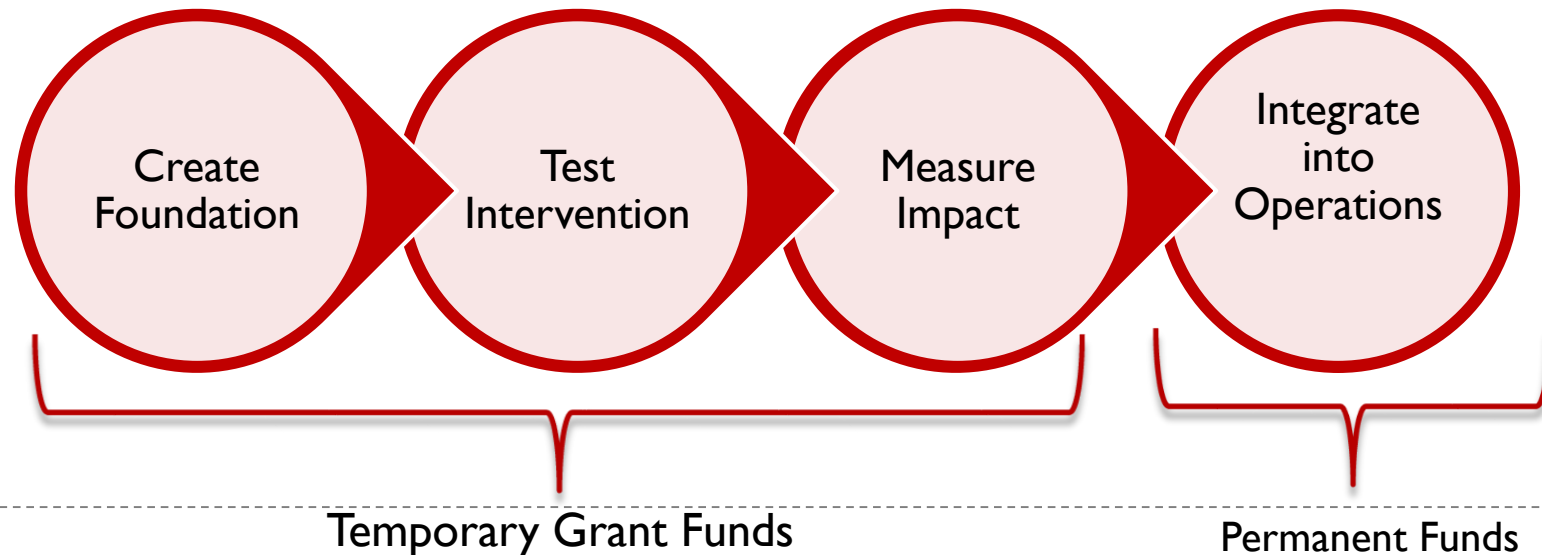 Create
Foundation
Test
Intervention
Measure
Impact
Integrate
into
Operations
Temporary Grant Funds
Permanent Funds